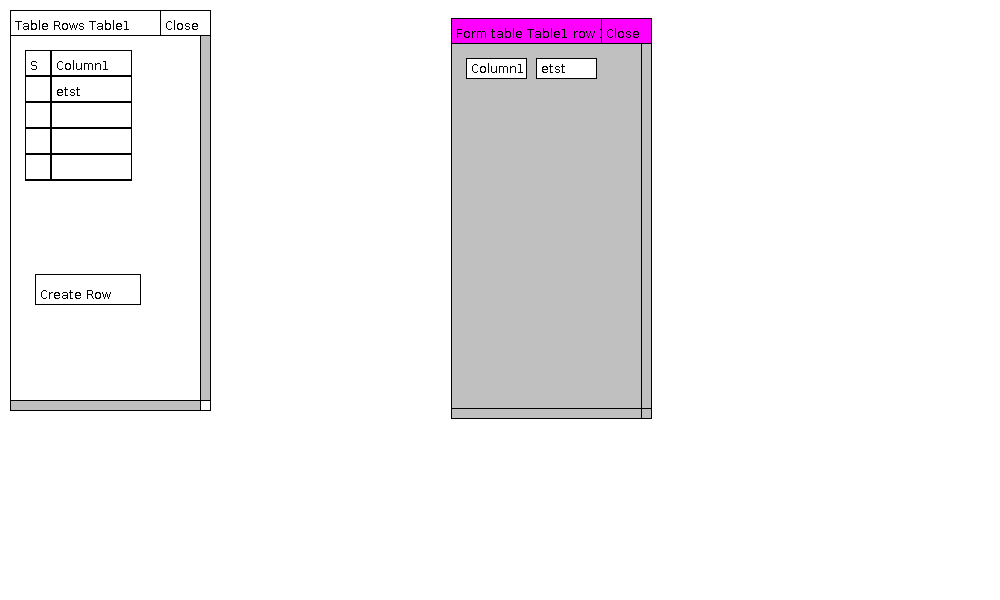 Table Rows Table1 Close
S Column1
etst
Create Row
Form table Table1 row Close
Column1 etst